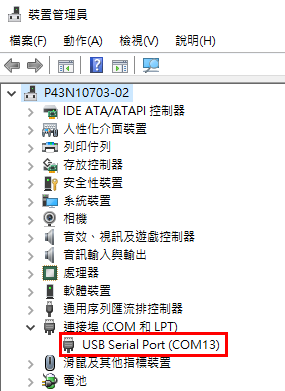 裝置管理員
檔案(F) 動作(A) 檢視(V) 說明(H)
P43N10703-02
IDE ATA/ATAPI 控制器
人性化介面裝置
列印佇列
存放控制器
安全性裝置
系統裝置
相機
音效、視訊及遊戲控制器
音訊輸入與輸出
處理器
軟體裝置
通用序列匯流排控制器
連接埠 (COM 和 LPT)
USB Serial Port (COM13)
滑鼠及其他指標裝置
電池